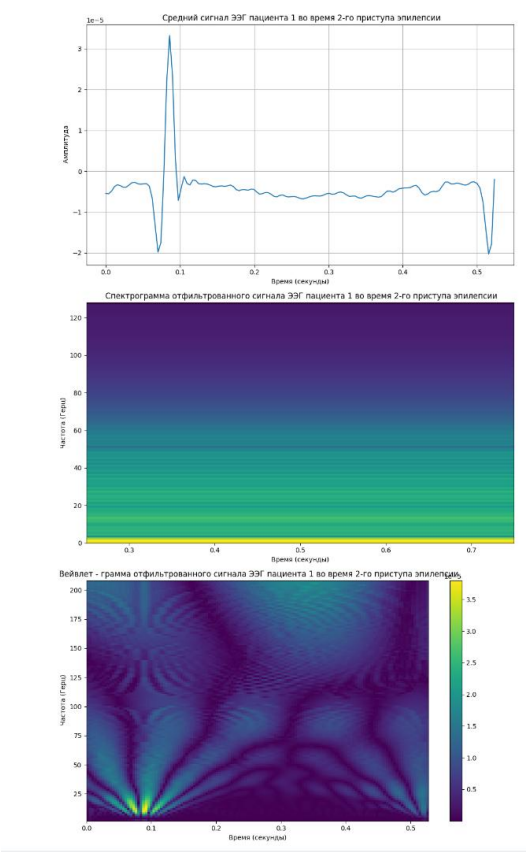 Средний сигнал ЭЭГ пациента 1 во время 2-го приступа эпилепсии
1e−5
3
2
1
0
−1
−2
Амплитуда
0.0 0.1 0.2 0.3 0.4 0.5
Время (секунды)
Спектрограмма отфильтрованного сигнала ЭЭГ пациента 1 во время 2-го приступа эпилепсии
120
100
80
60
40
20
0
Частота (Герц)
0.3 0.4 0.5 0.6 0.7
Время (секунды)
Вейвлет - грамма отфильтрованного сигнала ЭЭГ пациента 1 во время 2-го приступа эпилепсии
200
175
150
125
100
75
50
25
Частота (Герц)
0.0 0.1 0.2 0.3 0.4 0.5
Время (секунды)
3.5
3.0
2.5
2.0
1.5
1.0
0.5